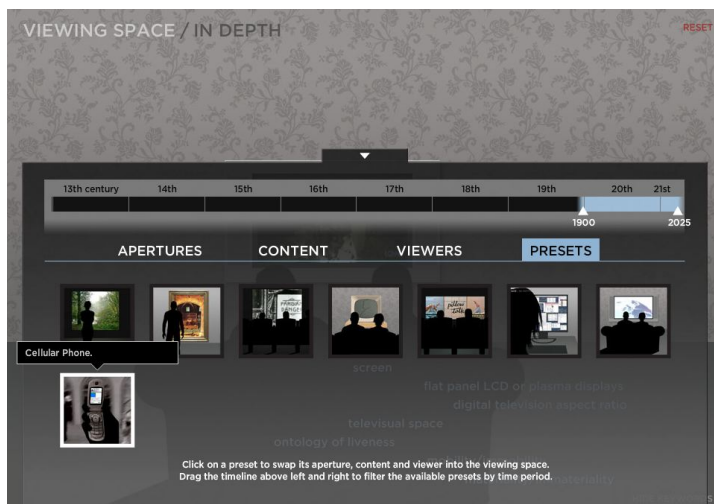 VIEWING SPACE / IN DEPTH
RESET
13th century 14th 15th 16th 17th 18th 19th 20th 21st
1900 2025
APERTURES CONTENT VIEWERS PRESETS
Cellular Phone.
screen
flat panel LCD or plasma displays
digital television aspect ratio
televisual space
ontology of liveness
materiality
Click on a preset to swap its aperture, content and viewer into the viewing space.
Drag the timeline above left and right to filter the available presets by time period.